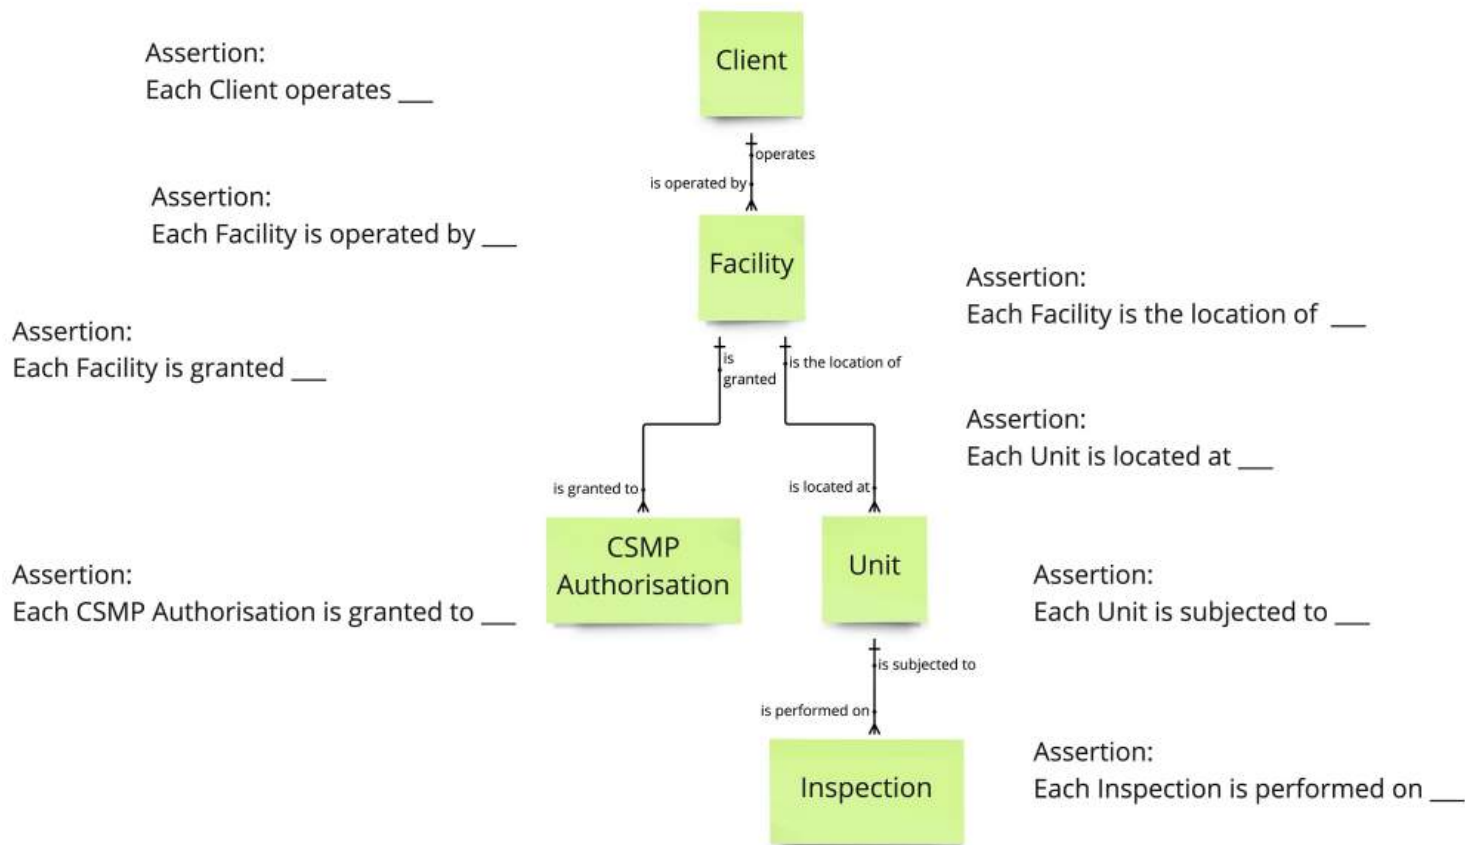 Client
Assertion:
Each Client operates ___
operates
is operated by
Assertion:
Each Facility is operated by ___
Facility
Assertion:
Each Facility is the location of ___
Assertion:
Each Facility is granted ___
is
granted
is the location of
Assertion:
Each Unit is located at ___
is granted to
is located at
CSMP
Authorisation
Unit
Assertion:
Each CSMP Authorisation is granted to ___
Assertion:
Each Unit is subjected to ___
is subjected to
is performed on
Inspection
Assertion:
Each Inspection is performed on ___